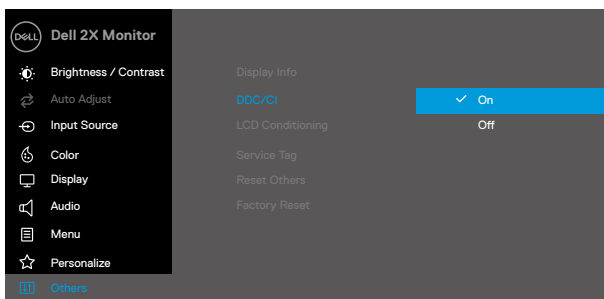 DELL Dell 2X Monitor
Brightness / Contrast
Display Info
Auto Adjust
DDC/CI
On
Input Source
LCD Conditioning
Off
Color
Service Tag
Display
Reset Others
Audio
Factory Reset
Menu
Personalize
Others